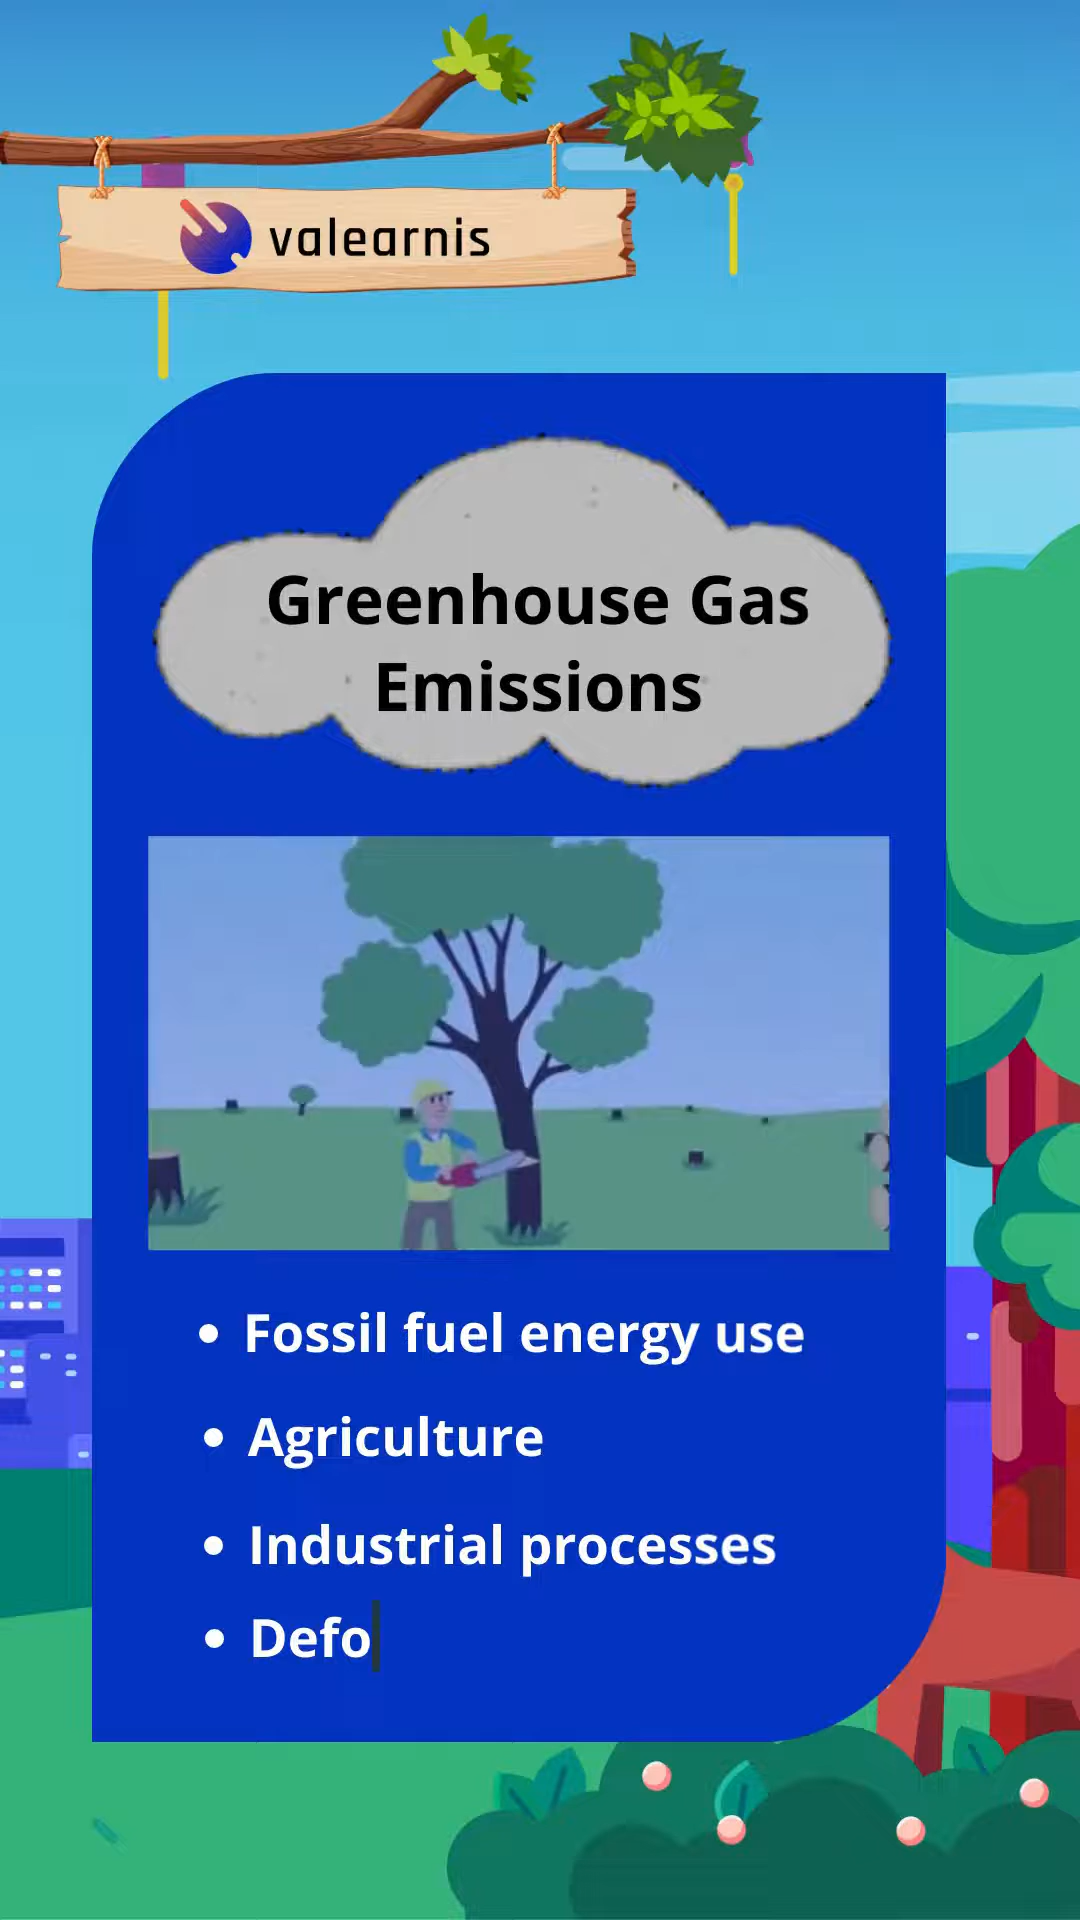 valearnis
Greenhouse Gas
Emissions
• Fossil fuel energy use
• Agriculture
• Industrial processes
• Defo